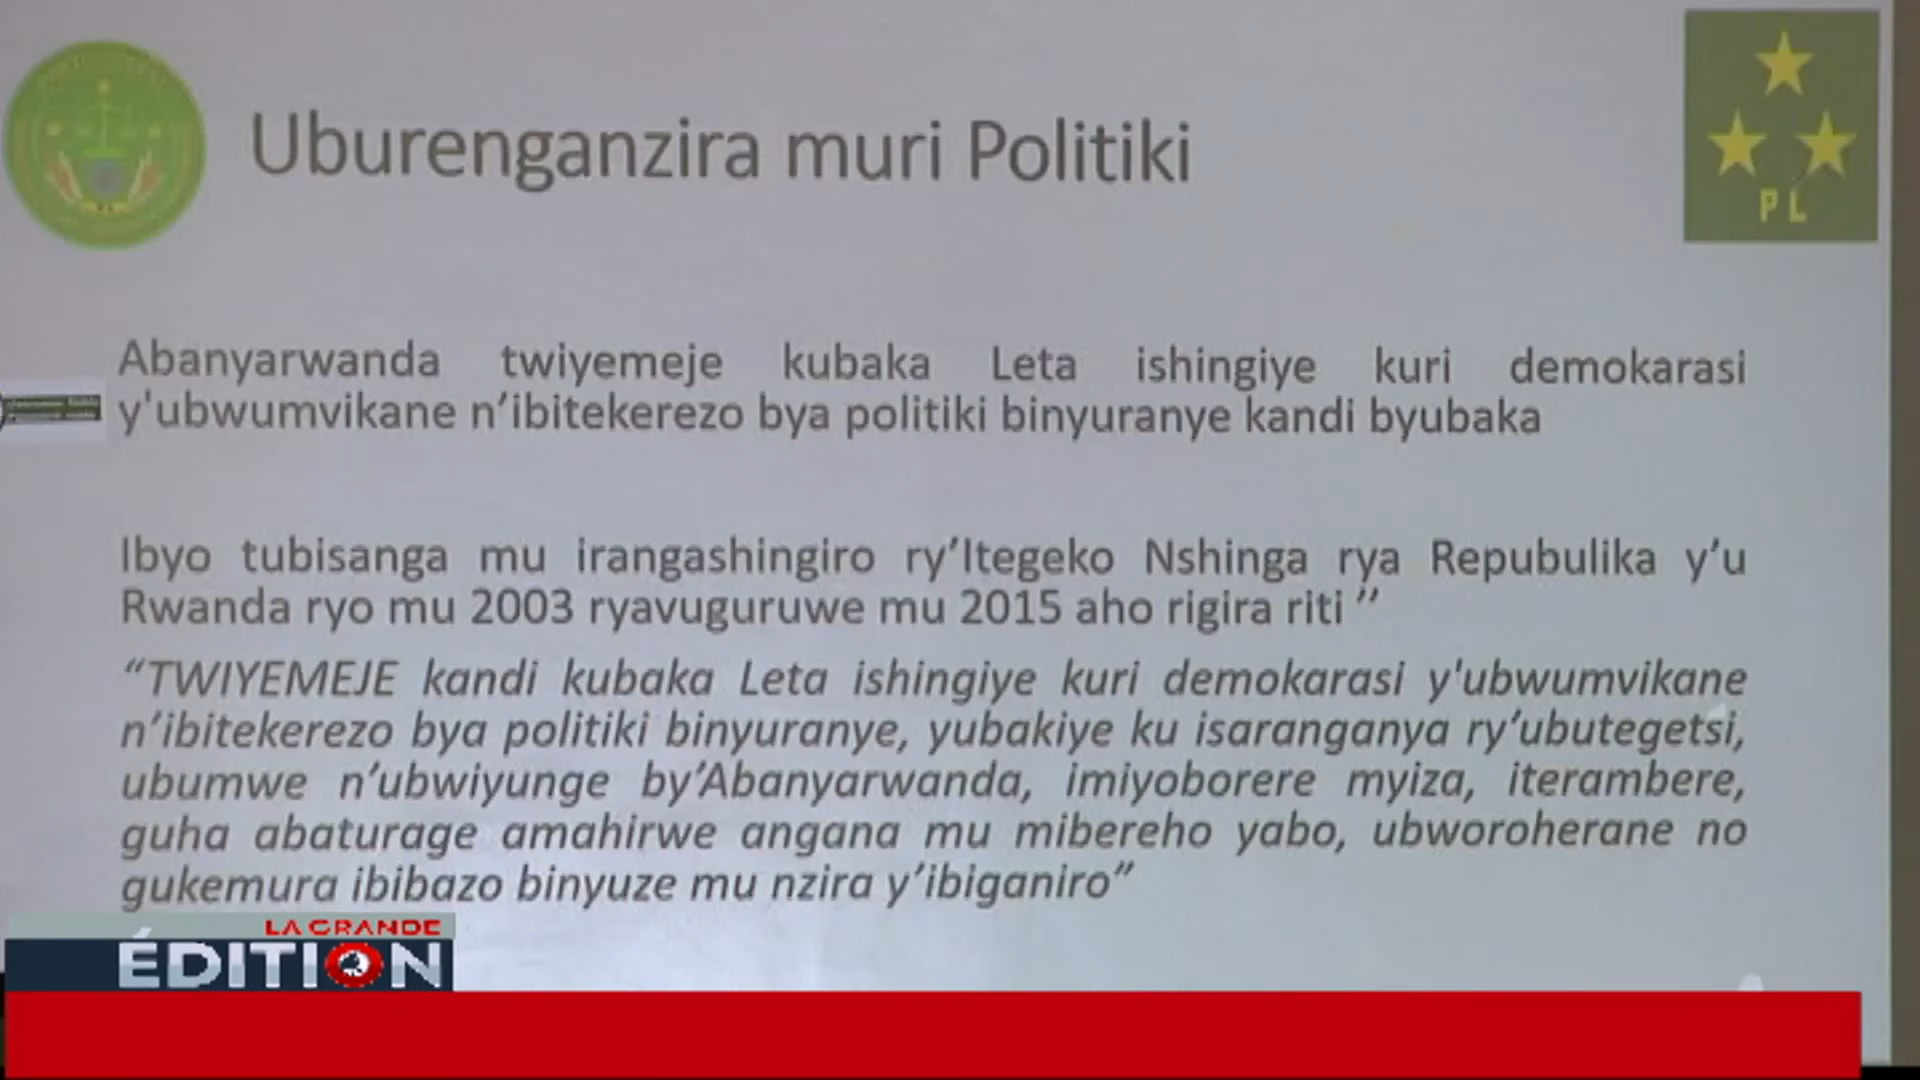 Uburenganzira muri Politiki
PL
Abanyarwanda twiyemeje kubaka Leta ishingiye kuri demokarasi
y'ubwumvikane n’ibitekerezo bya politiki binyuranye kandi byubaka
Ibyo tubisanga mu irangashingiro ry’Itegeko Nshinga rya Repubulika y’u
Rwanda ryo mu 2003 ryavuguruwe mu 2015 aho rigira riti ’’
“TWIYEMEJE kandi kubaka Leta ishingiye kuri demokarasi y'ubwumvikane
n’ibitekerezo bya politiki binyuranye, yubakiye ku isaranganya ry’ubutegetsi,
ubumwe n’ubwiyunge by’Abanyarwanda, imiyoborere myiza, iterambere,
guha abaturage amahirwe angana mu mibereho yabo, ubworoherane no
gukemura ibibazo binyuze mu nzira y’ibiganiro”
LA GRANDE
ÉDITION